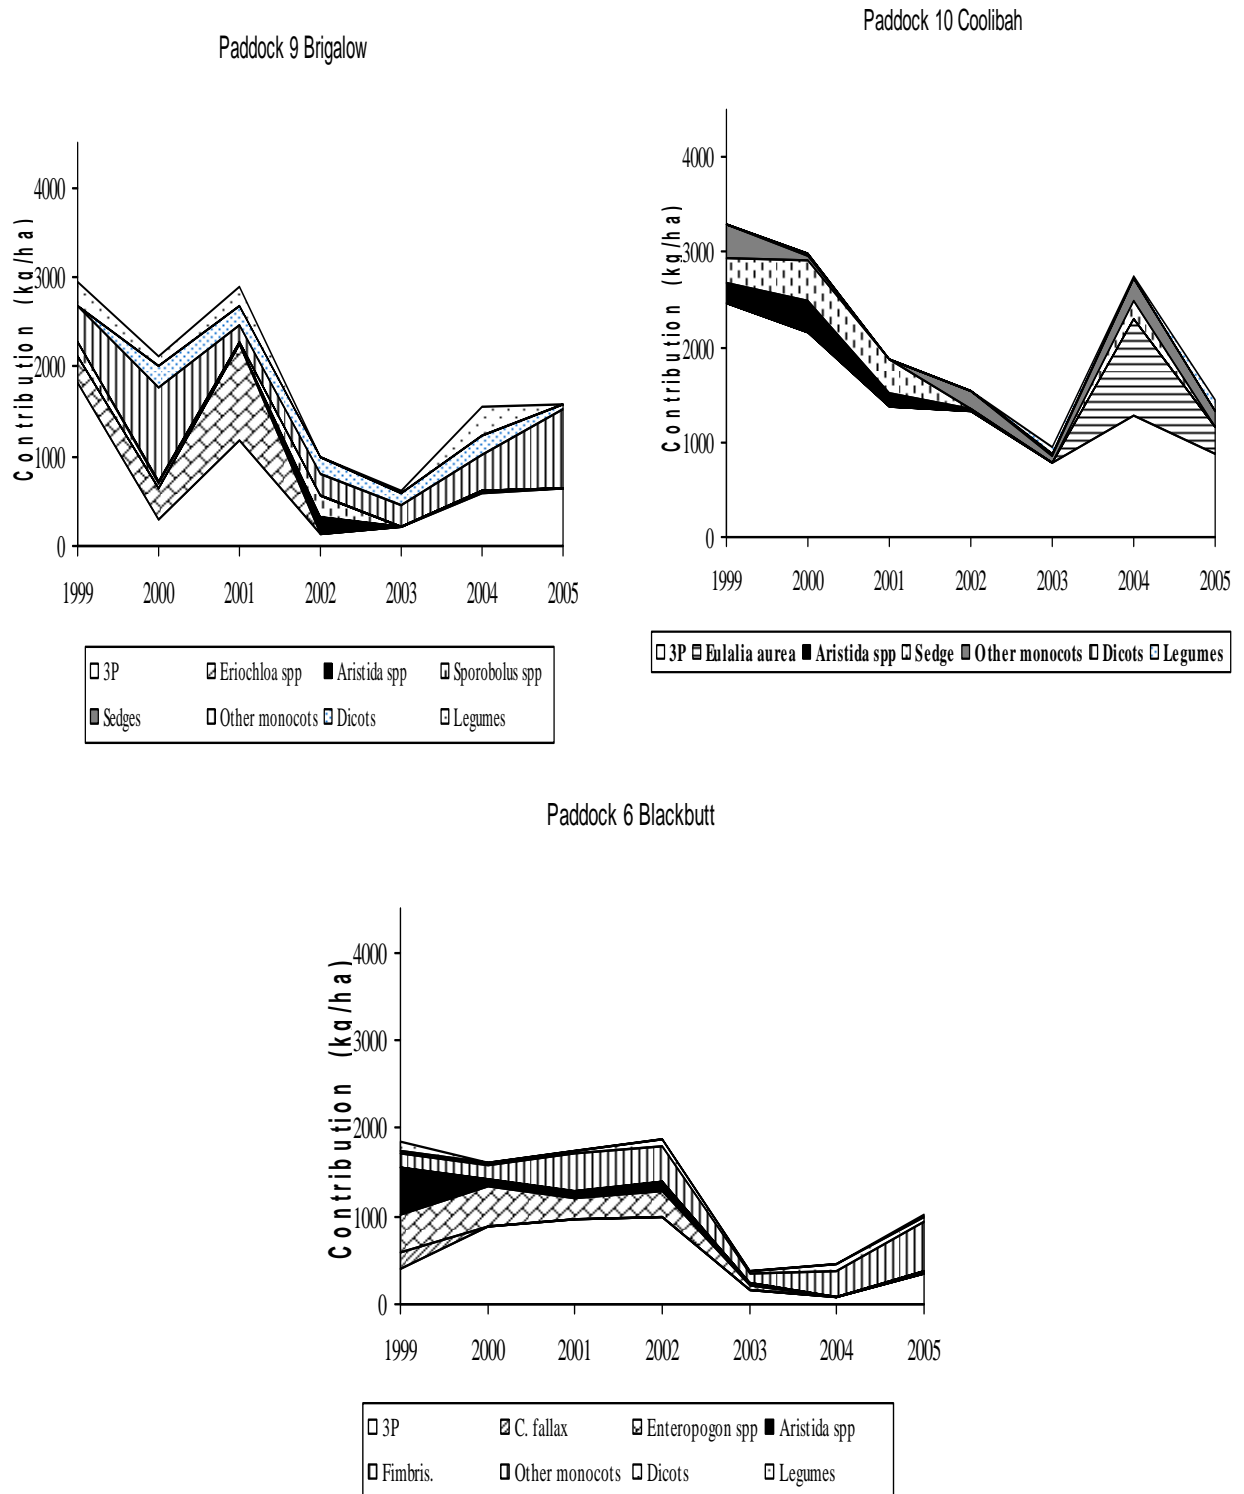 Paddock 9 Brigalow
Contribution (kg/ha)
4000
3000
2000
1000
0
1999 2000 2001 2002 2003 2004 2005
3P Eriochloa spp Aristida spp Sporobolus spp
Sedges Other monocots Dicots Legumes
Paddock 10 Coolibah
Contribution (kg/ha)
4000
3000
2000
1000
0
1999 2000 2001 2002 2003 2004 2005
3P Eulalia aurea Aristida spp Sedge Other monocots Dicots Legumes
Paddock 6 Blackbutt
Contribution (kg/ha)
4000
3000
2000
1000
0
1999 2000 2001 2002 2003 2004 2005
3P C. fallax Enteropogon spp Aristida spp
Fimbris. Other monocots Dicots Legumes